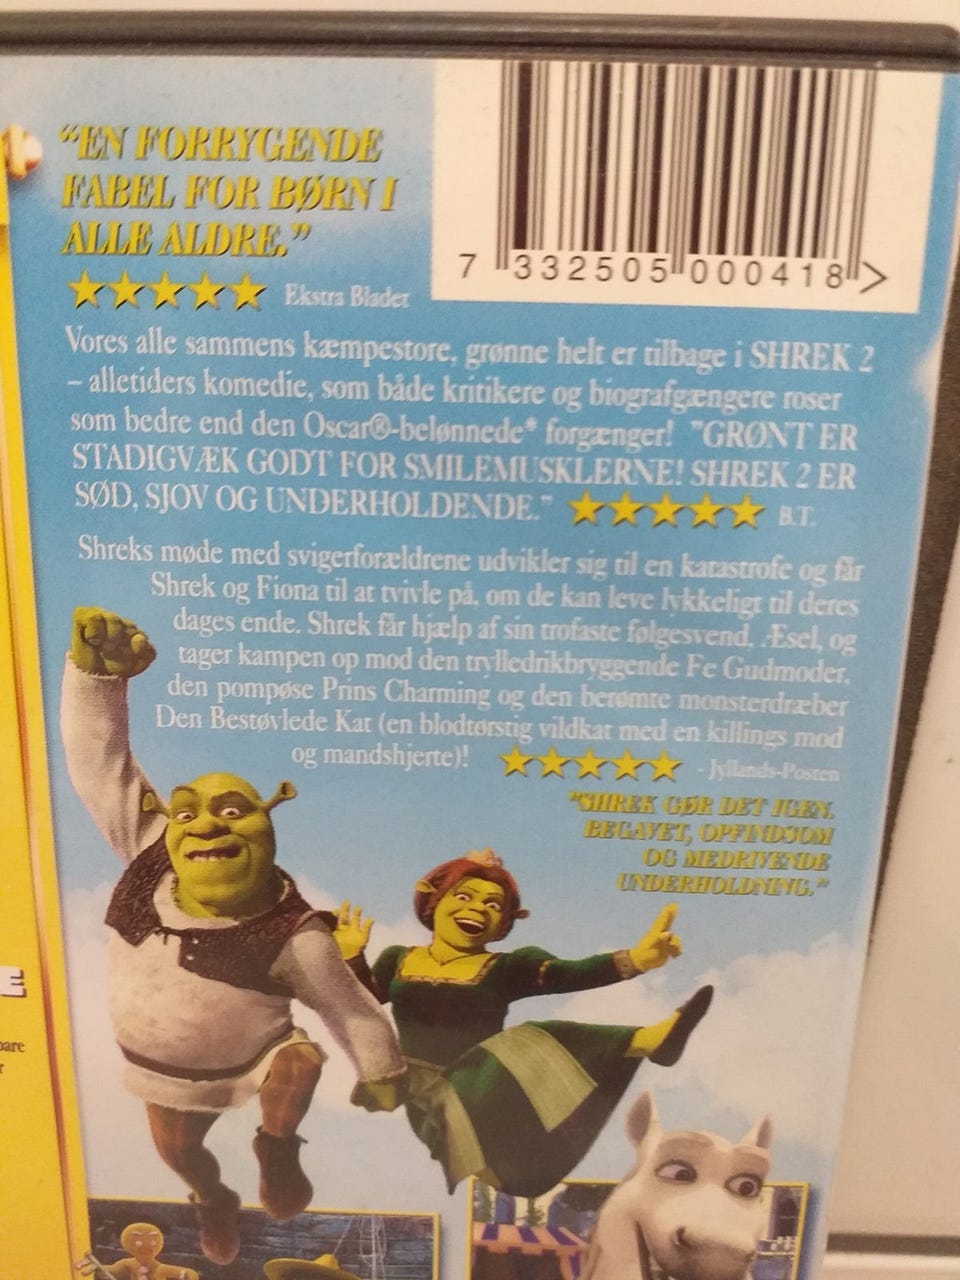 "EN FORRYGENDE
FABEL FOR BØRN I
ALLE ALDRE."
Ekstra Bladet
7 332505 000418 >
Vores alle sammens kæmpestore, grønne helt er tilbage i SHREK 2
– alletiders komedie, som både kritikere og biografgængere roser
som bedre end den Oscar®-belønnede* forgænger! "GRØNT ER
STADIGVÆK GODT FOR SMILEMUSKLERNE! SHREK 2 ER
SØD, SJOV OG UNDERHOLDENDE." B.T.
Shreks møde med svigerforældrene udvikler sig til en katastrofe og får
Shrek og Fiona til at tvivle på, om de kan leve lykkeligt til deres
dages ende. Shrek får hjælp af sin trofaste følgesvend, Æsel, og
tager kampen op mod den trylledrikbryggende Fe Gudmoder,
den pompøse Prins Charming og den berømte monsterdræber
Den Bestøvlede Kat (en blodtørstig vildkat med en killings mod
og mandshjerte)! - Jyllands-Posten
"SHREK GØR DET IGEN.
BEGAVET, OPFINDSOM
OG MEDRIVENDE
UNDERHOLDNING."